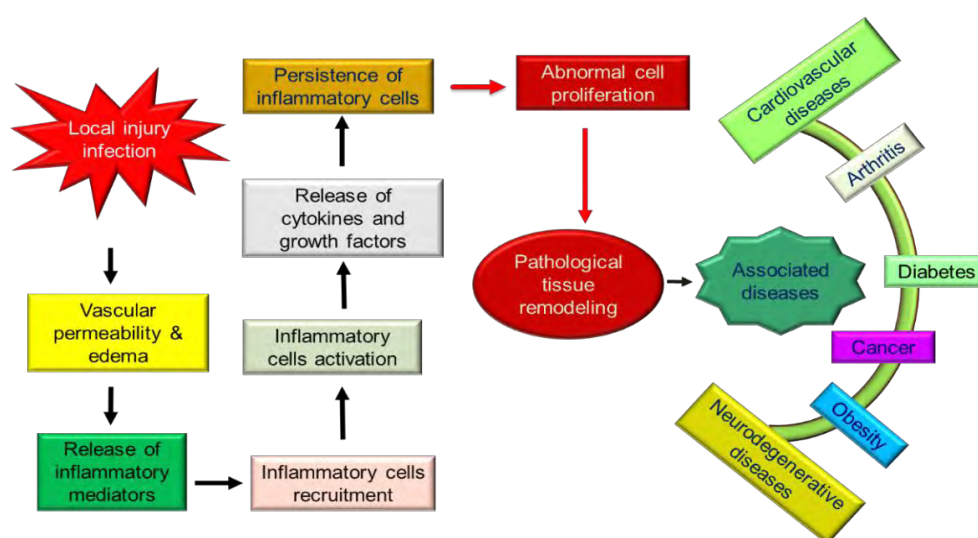 Local injury
infection
Vascular
permeability &
edema
Release of
inflammatory
mediators
Inflammatory cells
recruitment
Inflammatory
cells activation
Release of
cytokines and
growth factors
Persistence of
inflammatory cells
Abnormal cell
proliferation
Pathological
tissue
remodeling
Associated
diseases
Cardiovascular
diseases
Arthritis
Diabetes
Cancer
Obesity
Neurodegenerative
diseases